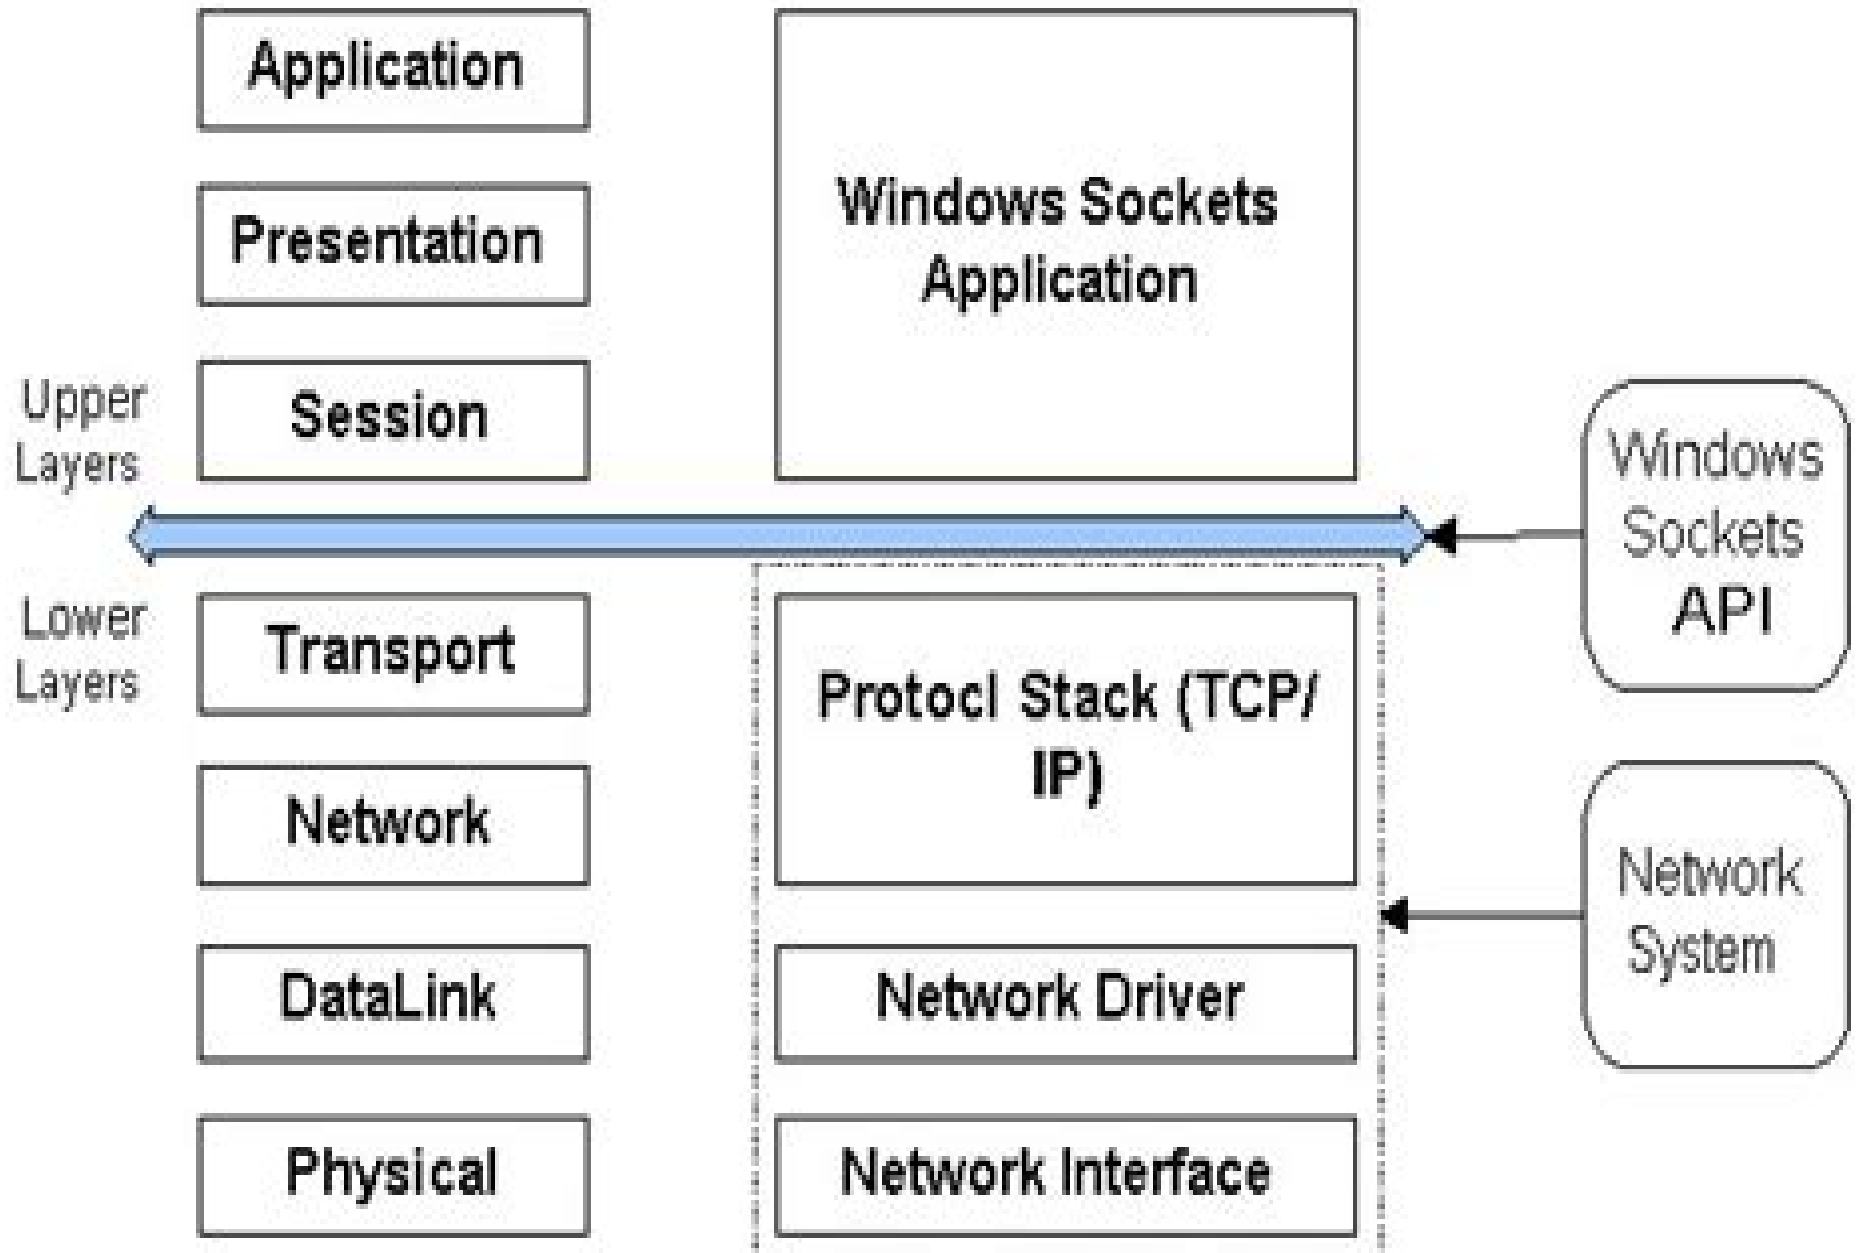 Application
Presentation
Session
Upper
Layers
Lower
Layers
Transport
Network
DataLink
Physical
Windows Sockets
Application
Protocl Stack (TCP/
IP)
Network Driver
Network Interface
Windows
Sockets
API
Network
System